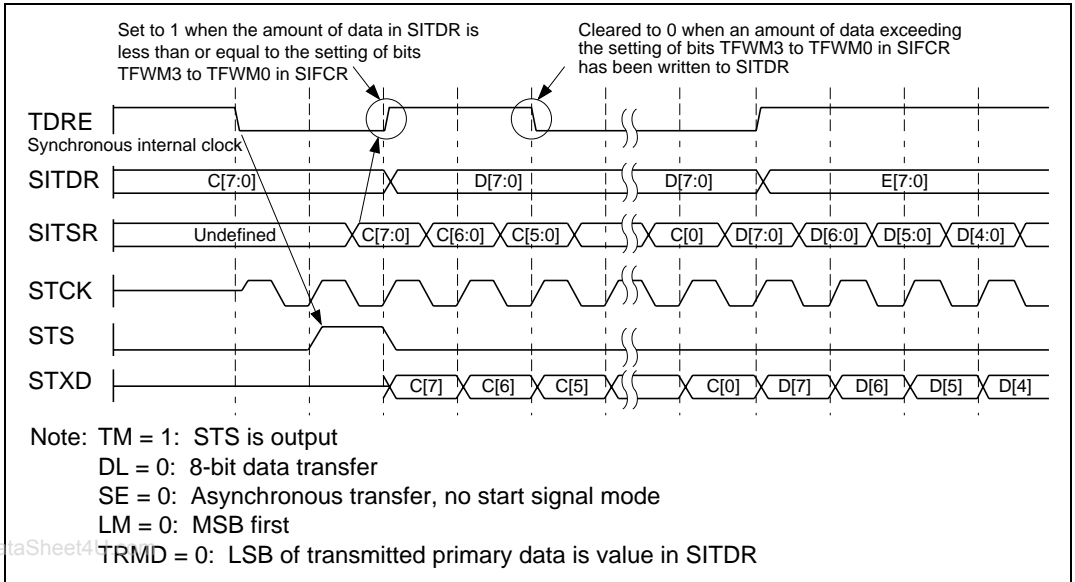 Set to 1 when the amount of data in SITDR is
less than or equal to the setting of bits
TFWM3 to TFWM0 in SIFCR
Cleared to 0 when an amount of data exceeding
the setting of bits TFWM3 to TFWM0 in SIFCR
has been written to SITDR
TDRE
Synchronous internal clock
SITDR C[7:0] D[7:0] D[7:0] E[7:0]
SITSR Undefined C[7:0] C[6:0] C[5:0] C[0] D[7:0] D[6:0] D[5:0] D[4:0]
STCK
STS
STXD C[7] C[6] C[5] C[0] D[7] D[6] D[5] D[4]
Note: TM = 1: STS is output
DL = 0: 8-bit data transfer
SE = 0: Asynchronous transfer, no start signal mode
LM = 0: MSB first
TRMD = 0: LSB of transmitted primary data is value in SITDR